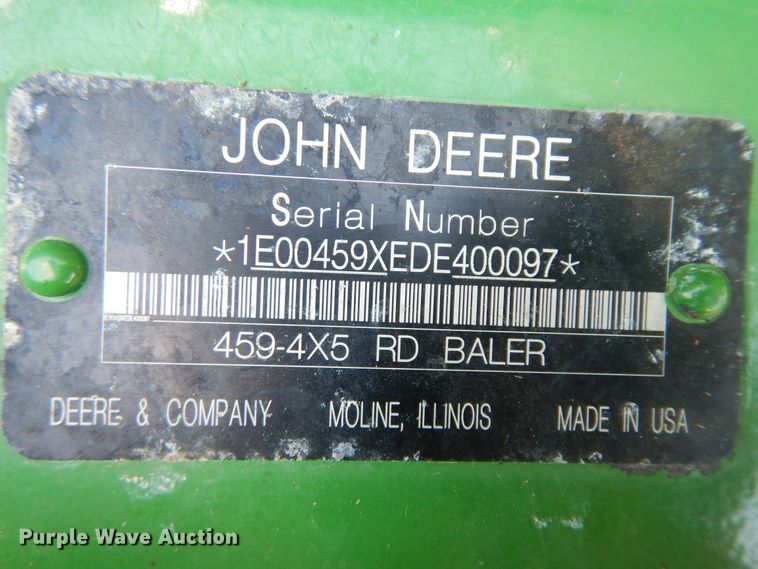 JOHN DEERE
Serial Number
*1E00459XEDE400097*
1E00459XEDE400097
459-4X5 RD BALER
DEERE & COMPANY MOLINE, ILLINOIS MADE IN USA
Purple Wave Auction